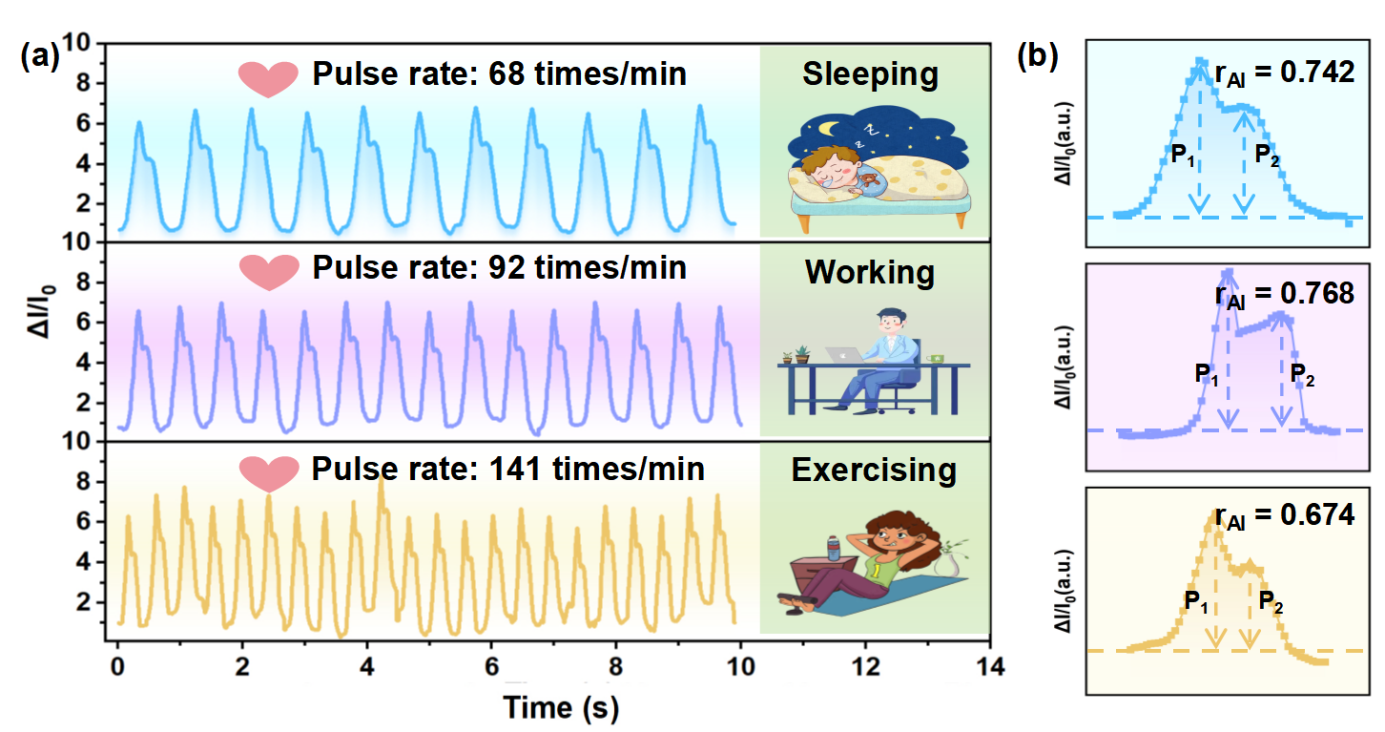 (a)
10
8
6
4
2
Pulse rate: 68 times/min
Sleeping
z
z
10
8
6
4
2
Pulse rate: 92 times/min
Working
10
8
6
4
2
Pulse rate: 141 times/min
Exercising
1
ΔI/I0
0 2 4 6 8 10 12 14
Time (s)
(b)
rAI = 0.742
P1 P2
ΔI/I0(a.u.)
rAI = 0.768
P1 P2
ΔI/I0(a.u.)
rAI = 0.674
P1 P2
ΔI/I0(a.u.)